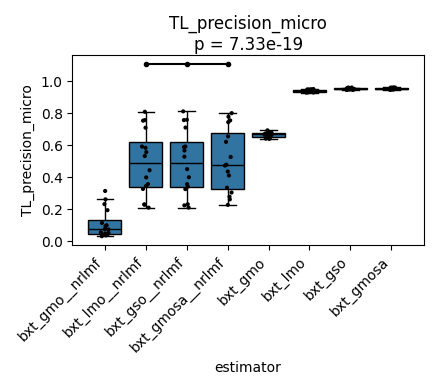 TL_precision_micro
p = 7.33e-19
TL_precision_micro
1.0
0.8
0.6
0.4
0.2
0.0
bxt_gmo__nrlmf
bxt_lmo__nrlmf
bxt_gso__nrlmf
bxt_gmosa__nrlmf
bxt_gmo
bxt_lmo
bxt_gso
bxt_gmosa
estimator